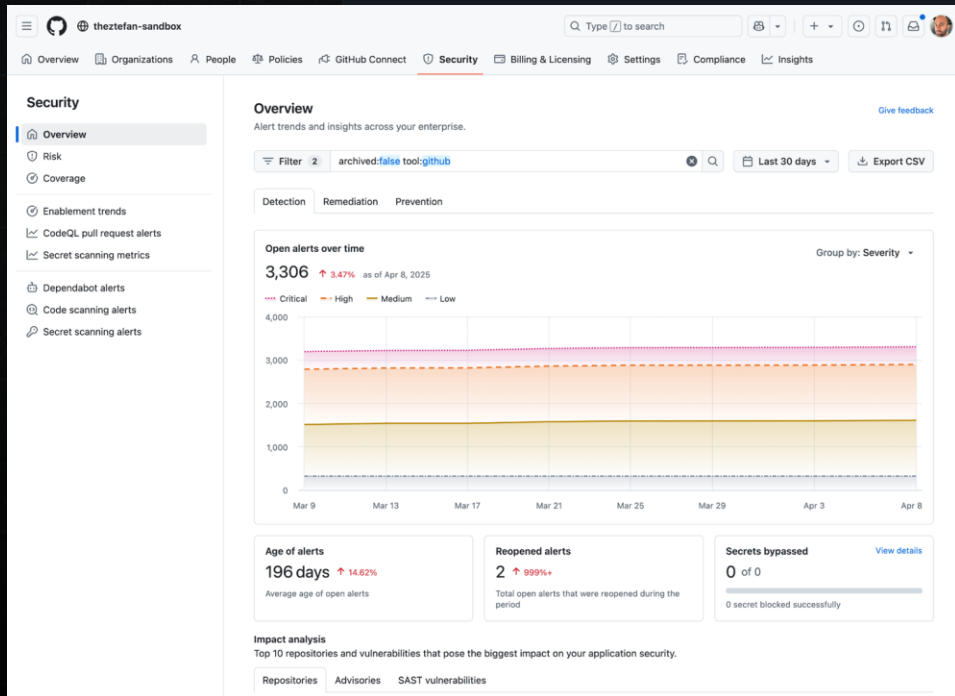 theztefan-sandbox
Type / to search
Overview
Organizations
People
Policies
GitHub Connect
Security
Billing & Licensing
Settings
Compliance
Insights
Security
Overview
Risk
Coverage
Enablement trends
CodeQL pull request alerts
Secret scanning metrics
Dependabot alerts
Code scanning alerts
Secret scanning alerts
Overview
Give feedback
Alert trends and insights across your enterprise.
Filter 2
archived:false tool:github
Last 30 days
Export CSV
Detection
Remediation
Prevention
Open alerts over time
Group by: Severity
3,306 ↑ 3.47% as of Apr 8, 2025
Critical High Medium Low
4,000
3,000
2,000
1,000
0
Mar 9 Mar 13 Mar 17 Mar 21 Mar 25 Mar 29 Apr 3 Apr 8
Age of alerts
196 days ↑ 14.62%
Average age of open alerts
Reopened alerts
2 ↑ 999%+
Total open alerts that were reopened during the
period
Secrets bypassed
View details
0 of 0
0 secret blocked successfully
Impact analysis
Top 10 repositories and vulnerabilities that pose the biggest impact on your application security.
Repositories
Advisories
SAST vulnerabilities